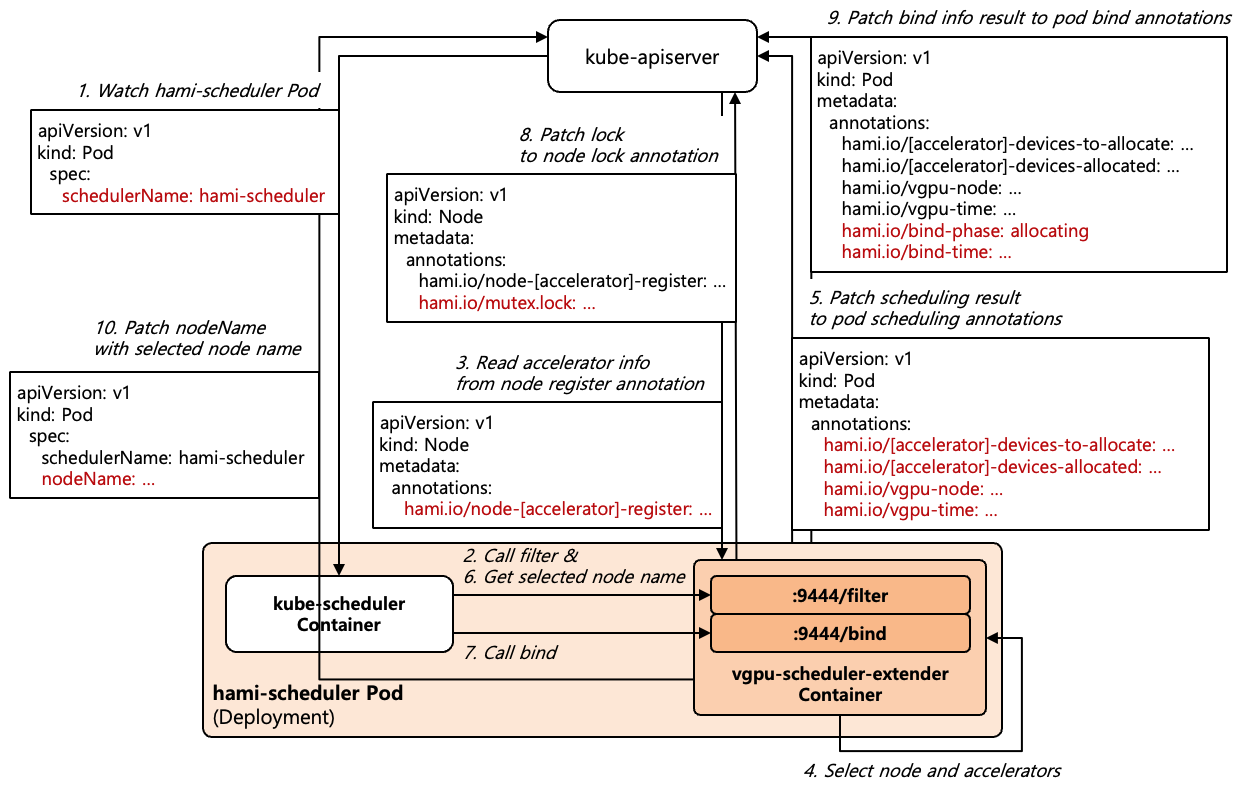 9. Patch bind info result to pod bind annotations
kube-apiserver
apiVersion: v1
kind: Pod
metadata:
annotations:
hami.io/[accelerator]-devices-to-allocate: ...
hami.io/[accelerator]-devices-allocated: ...
hami.io/vgpu-node: ...
hami.io/vgpu-time: ...
hami.io/bind-phase: allocating
hami.io/bind-time: ...
1. Watch hami-scheduler Pod
apiVersion: v1
kind: Pod
spec:
schedulerName: hami-scheduler
8. Patch lock
to node lock annotation
apiVersion: v1
kind: Node
metadata:
annotations:
hami.io/node-[accelerator]-register: ...
hami.io/mutex.lock: ...
5. Patch scheduling result
to pod scheduling annotations
apiVersion: v1
kind: Pod
metadata:
annotations:
hami.io/[accelerator]-devices-to-allocate: ...
hami.io/[accelerator]-devices-allocated: ...
hami.io/vgpu-node: ...
hami.io/vgpu-time: ...
10. Patch nodeName
with selected node name
apiVersion: v1
kind: Pod
spec:
schedulerName: hami-scheduler
nodeName: ...
3. Read accelerator info
from node register annotation
apiVersion: v1
kind: Node
metadata:
annotations:
hami.io/node-[accelerator]-register: ...
2. Call filter &
6. Get selected node name
kube-scheduler
Container
:9444/filter
:9444/bind
7. Call bind
vgpu-scheduler-extender
Container
hami-scheduler Pod
(Deployment)
4. Select node and accelerators